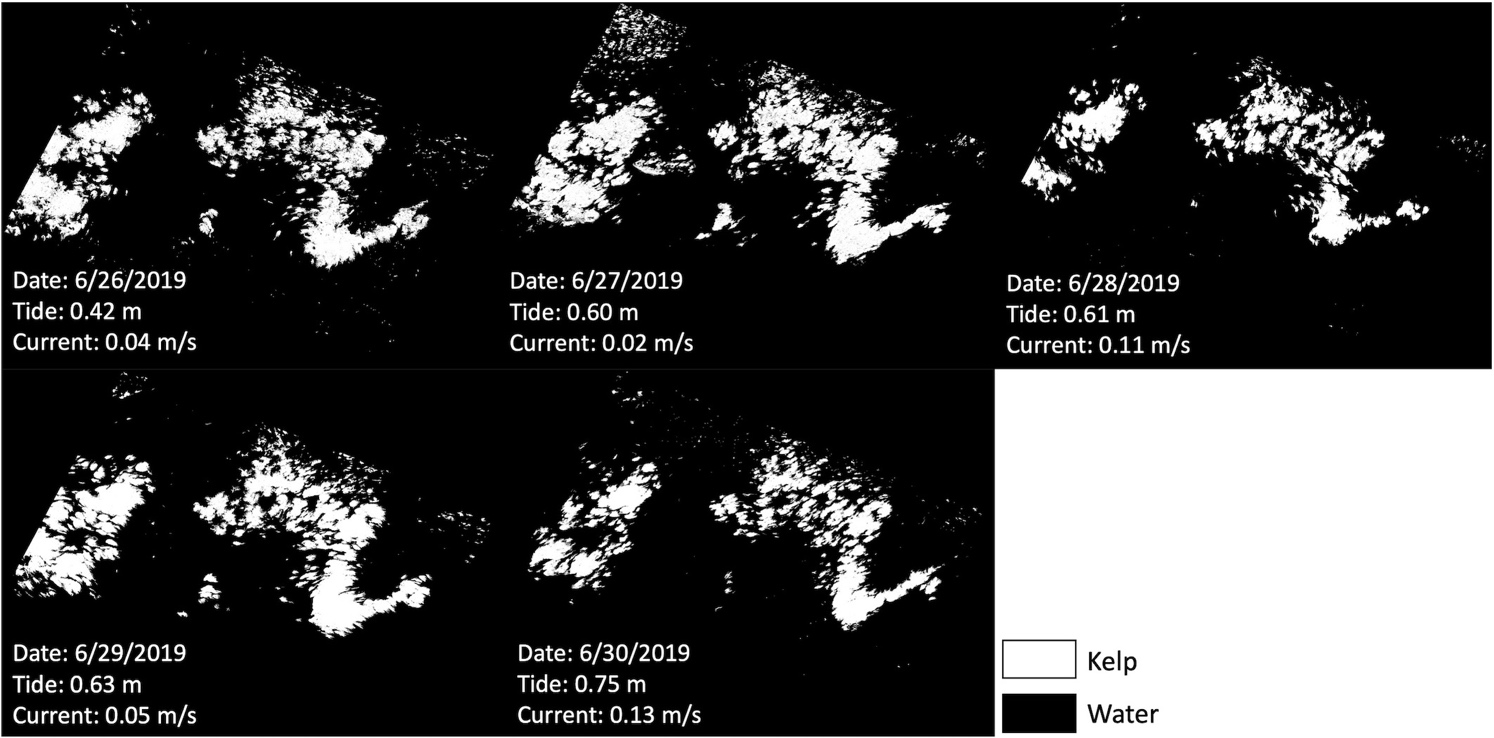 Date: 6/26/2019
Tide: 0.42 m
Current: 0.04 m/s
Date: 6/27/2019
Tide: 0.60 m
Current: 0.02 m/s
Date: 6/28/2019
Tide: 0.61 m
Current: 0.11 m/s
Date: 6/29/2019
Tide: 0.63 m
Current: 0.05 m/s
Date: 6/30/2019
Tide: 0.75 m
Current: 0.13 m/s
Kelp
Water